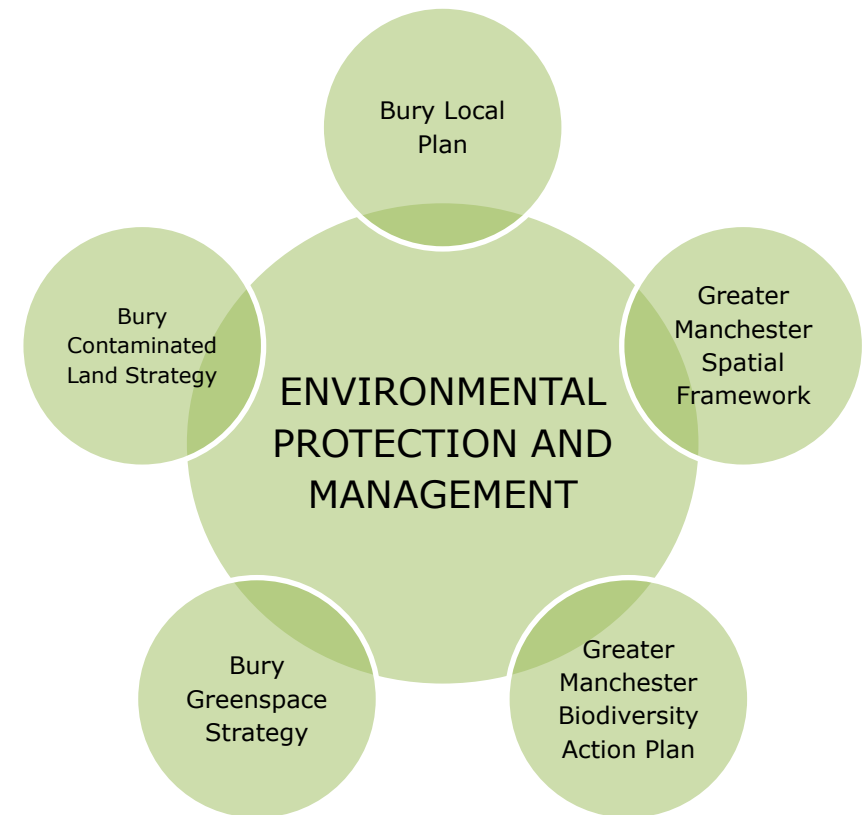 Bury Local
Plan
Greater
Manchester
Spatial
Framework
Bury
Contaminated
Land Strategy
ENVIRONMENTAL
PROTECTION AND
MANAGEMENT
Greater
Manchester
Biodiversity
Action Plan
Bury
Greenspace
Strategy